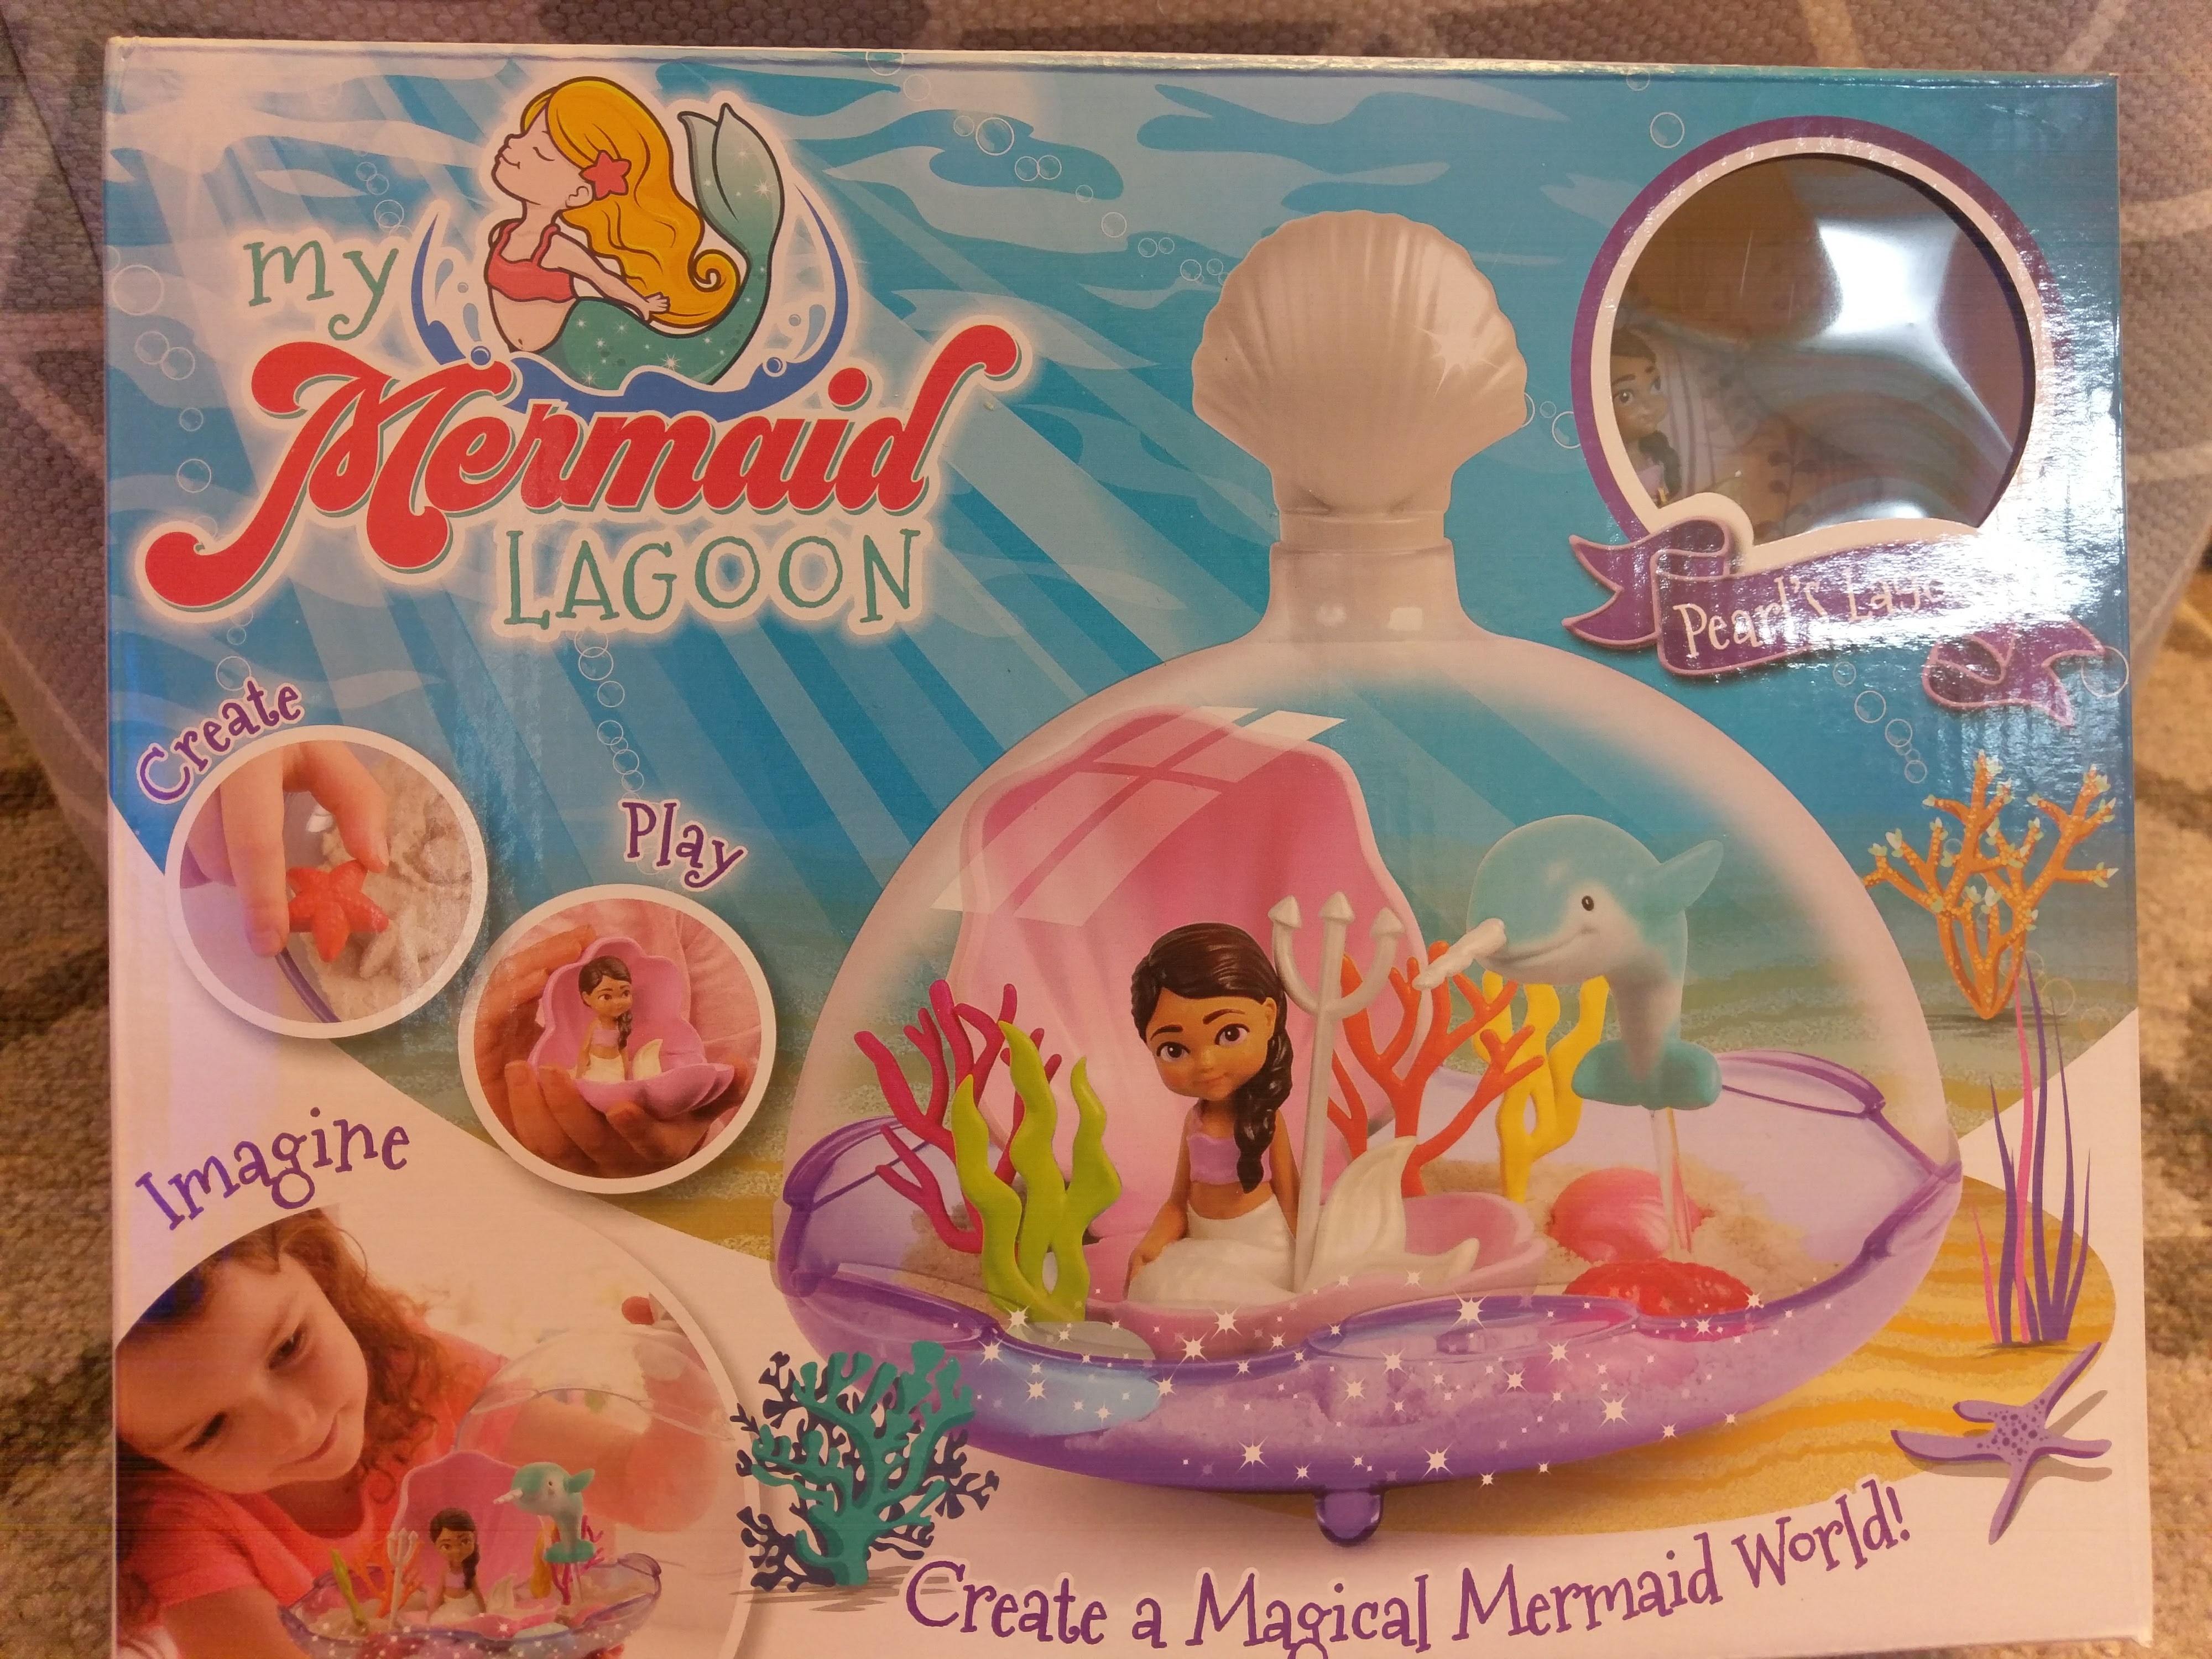 my
Mermaid
LAGOON
Pearl's
Create
Play
Imagine
Create a Magical Mermaid World!